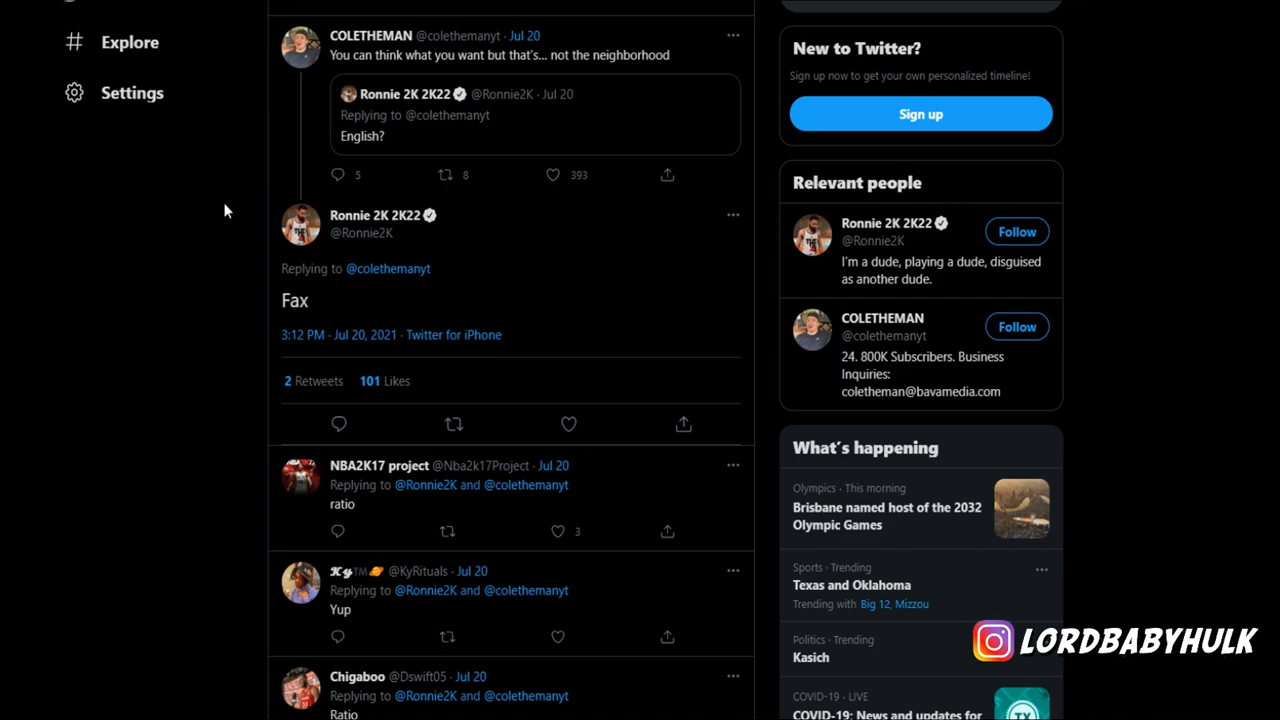 Explore
Settings
COLETHEMAN @colethemanyt · Jul 20
You can think what you want but that's... not the neighborhood
Ronnie 2K 2K22 @Ronnie2K · Jul 20
Replying to @colethemanyt
English?
5 8 393
Ronnie 2K 2K22
@Ronnie2K
Replying to @colethemanyt
Fax
3:12 PM · Jul 20, 2021 · Twitter for iPhone
2 Retweets 101 Likes
NBA2K17 project @Nba2k17Project · Jul 20
Replying to @Ronnie2K and @colethemanyt
ratio
3
𝓚𝔂™🪐 @KyRituals · Jul 20
Replying to @Ronnie2K and @colethemanyt
Yup
Chigaboo @Dswift05 · Jul 20
Replying to @Ronnie2K and @colethemanyt
Ratio
New to Twitter?
Sign up now to get your own personalized timeline!
Sign up
Relevant people
Ronnie 2K 2K22
@Ronnie2K
Follow
I'm a dude, playing a dude, disguised
as another dude.
COLETHEMAN
@colethemanyt
Follow
24. 800K Subscribers. Business
Inquiries:
coletheman@bavamedia.com
What's happening
Olympics · This morning
Brisbane named host of the 2032
Olympic Games
Sports · Trending
Texas and Oklahoma
Trending with Big 12, Mizzou
Politics · Trending
Kasich
COVID-19 · LIVE
COVID-19: News and updates for
LORDBABYHULK